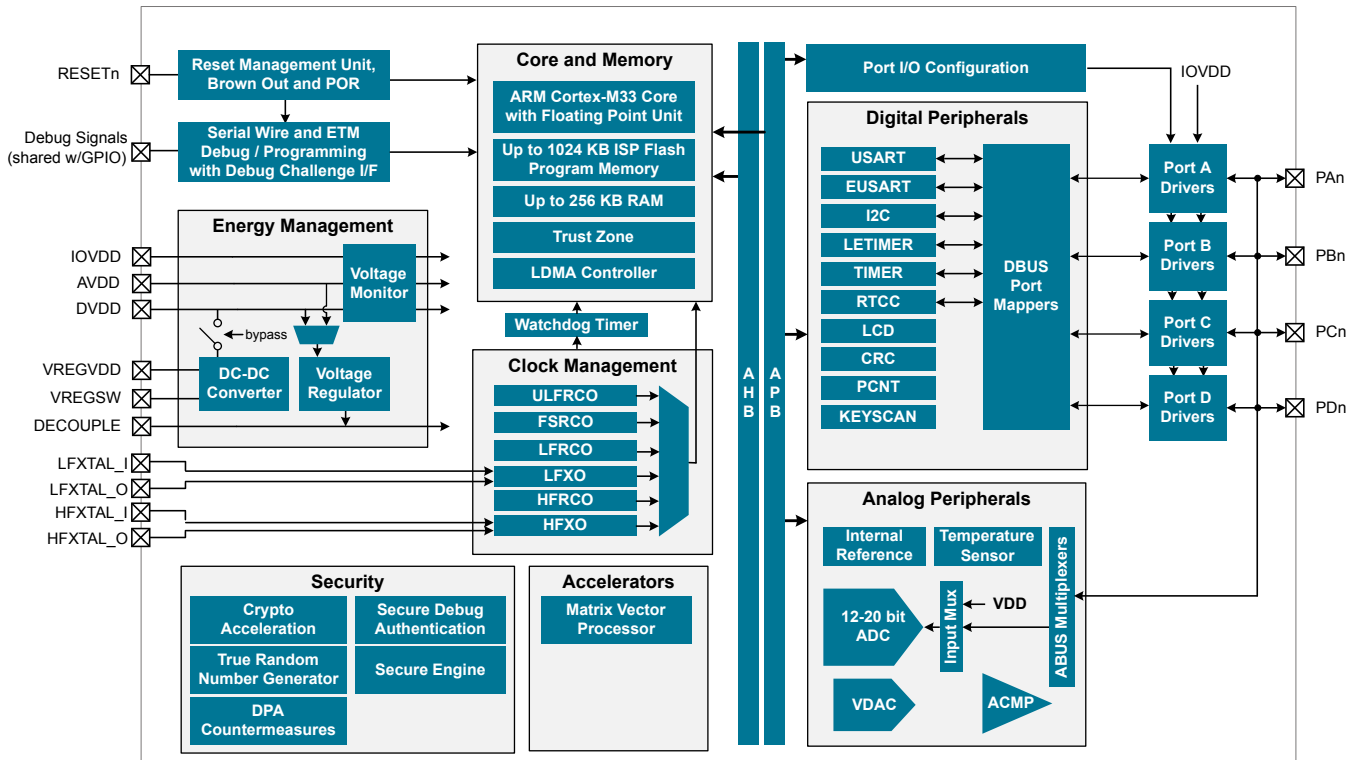 RESETn
Debug Signals
(shared w/GPIO)
Reset Management Unit,
Brown Out and POR
Serial Wire and ETM
Debug / Programming
with Debug Challenge I/F
Energy Management
IOVDD
AVDD
DVDD
VREGVDD
VREGSW
DECOUPLE
Voltage
Monitor
bypass
DC-DC
Converter
Voltage
Regulator
LFXTAL_I
LFXTAL_O
HFXTAL_I
HFXTAL_O
Core and Memory
ARM Cortex-M33 Core
with Floating Point Unit
Up to 1024 KB ISP Flash
Program Memory
Up to 256 KB RAM
Trust Zone
LDMA Controller
Watchdog Timer
Clock Management
ULFRCO
FSRCO
LFRCO
LFXO
HFRCO
HFXO
Security
Crypto
Acceleration
Secure Debug
Authentication
True Random
Number Generator
Secure Engine
DPA
Countermeasures
Accelerators
Matrix Vector
Processor
A
H
B
A
P
B
Port I/O Configuration
IOVDD
Digital Peripherals
USART
EUSART
I2C
LETIMER
TIMER
RTCC
LCD
CRC
PCNT
KEYSCAN
DBUS
Port
Mappers
Port A
Drivers
Port B
Drivers
Port C
Drivers
Port D
Drivers
PAn
PBn
PCn
PDn
Analog Peripherals
Internal
Reference
Temperature
Sensor
12-20 bit
ADC
Input Mux
VDD
ABUS Multiplexers
VDAC
ACMP